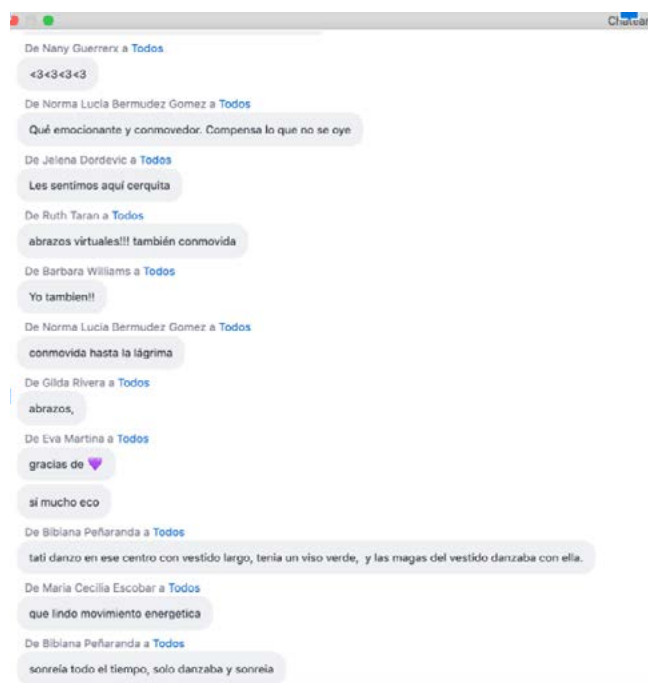 Chatear
De Nany Guerrerx a Todos
<3<3<3<3
De Norma Lucia Bermudez Gomez a Todos
Qué emocionante y conmovedor. Compensa lo que no se oye
De Jelena Dordevic a Todos
Les sentimos aquí cerquita
De Ruth Taran a Todos
abrazos virtuales!!! también conmovida
De Barbara Williams a Todos
Yo tambien!!
De Norma Lucia Bermudez Gomez a Todos
conmovida hasta la lágrima
De Gilda Rivera a Todos
abrazos,
De Eva Martina a Todos
gracias de 💜
sí mucho eco
De Bibiana Peñaranda a Todos
tati danzo en ese centro con vestido largo, tenia un viso verde, y las magas del vestido danzaba con ella.
De Maria Cecilia Escobar a Todos
que lindo movimiento energetica
De Bibiana Peñaranda a Todos
sonreía todo el tiempo, solo danzaba y sonreia